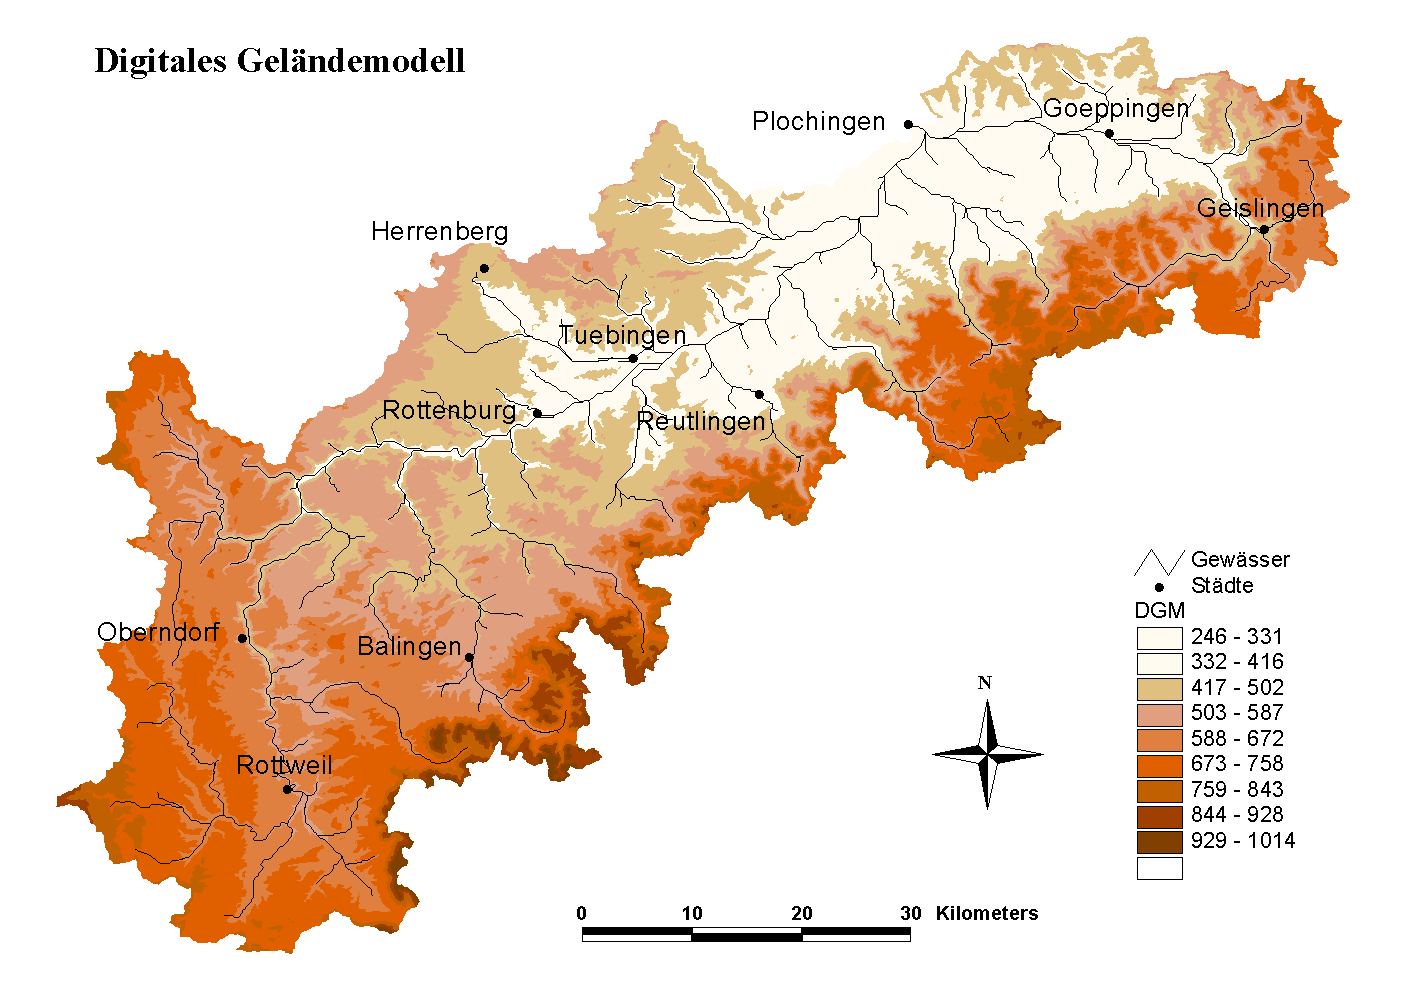 Digitales Geländemodell
Plochingen
Goeppingen
Geislingen
Herrenberg
Tuebingen
Rottenburg
Reutlingen
Oberndorf
Balingen
Rottweil
Gewässer
Städte
DGM
246 - 331
332 - 416
417 - 502
503 - 587
588 - 672
673 - 758
759 - 843
844 - 928
929 - 1014
N
0 10 20 30 Kilometers